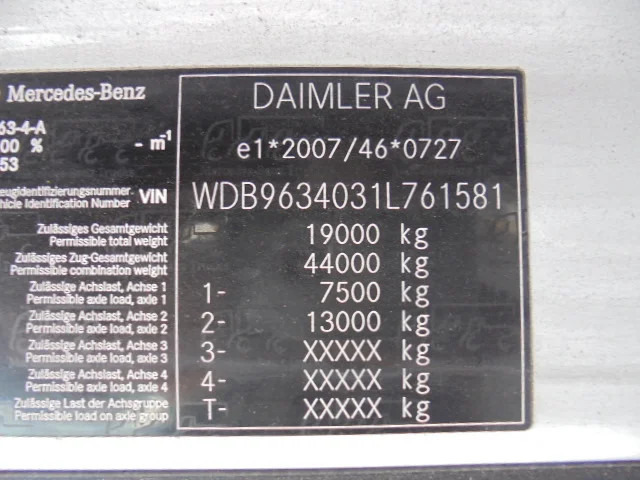 Mercedes-Benz DAIMLER AG
63-4-A
00 % - m-1 e1*2007/46*0727
53
eugidentifizierungsnummer
hicle Identification Number VIN WDB9634031L761581
Zulässiges Gesamtgewicht
Permissible total weight 19000 kg
Zulässiges Zug-Gesamtgewicht
Permissible combination weight 44000 kg
Zulässige Achslast, Achse 1
Permissible axle load, axle 1 1- 7500 kg
Zulässige Achslast, Achse 2
Permissible axle load, axle 2 2- 13000 kg
Zulässige Achslast, Achse 3
Permissible axle load, axle 3 3- XXXXX kg
Zulässige Achslast, Achse 4
Permissible axle load, axle 4 4- XXXXX kg
Zulässige Last der Achsgruppe
Permissible load on axle group T- XXXXX kg